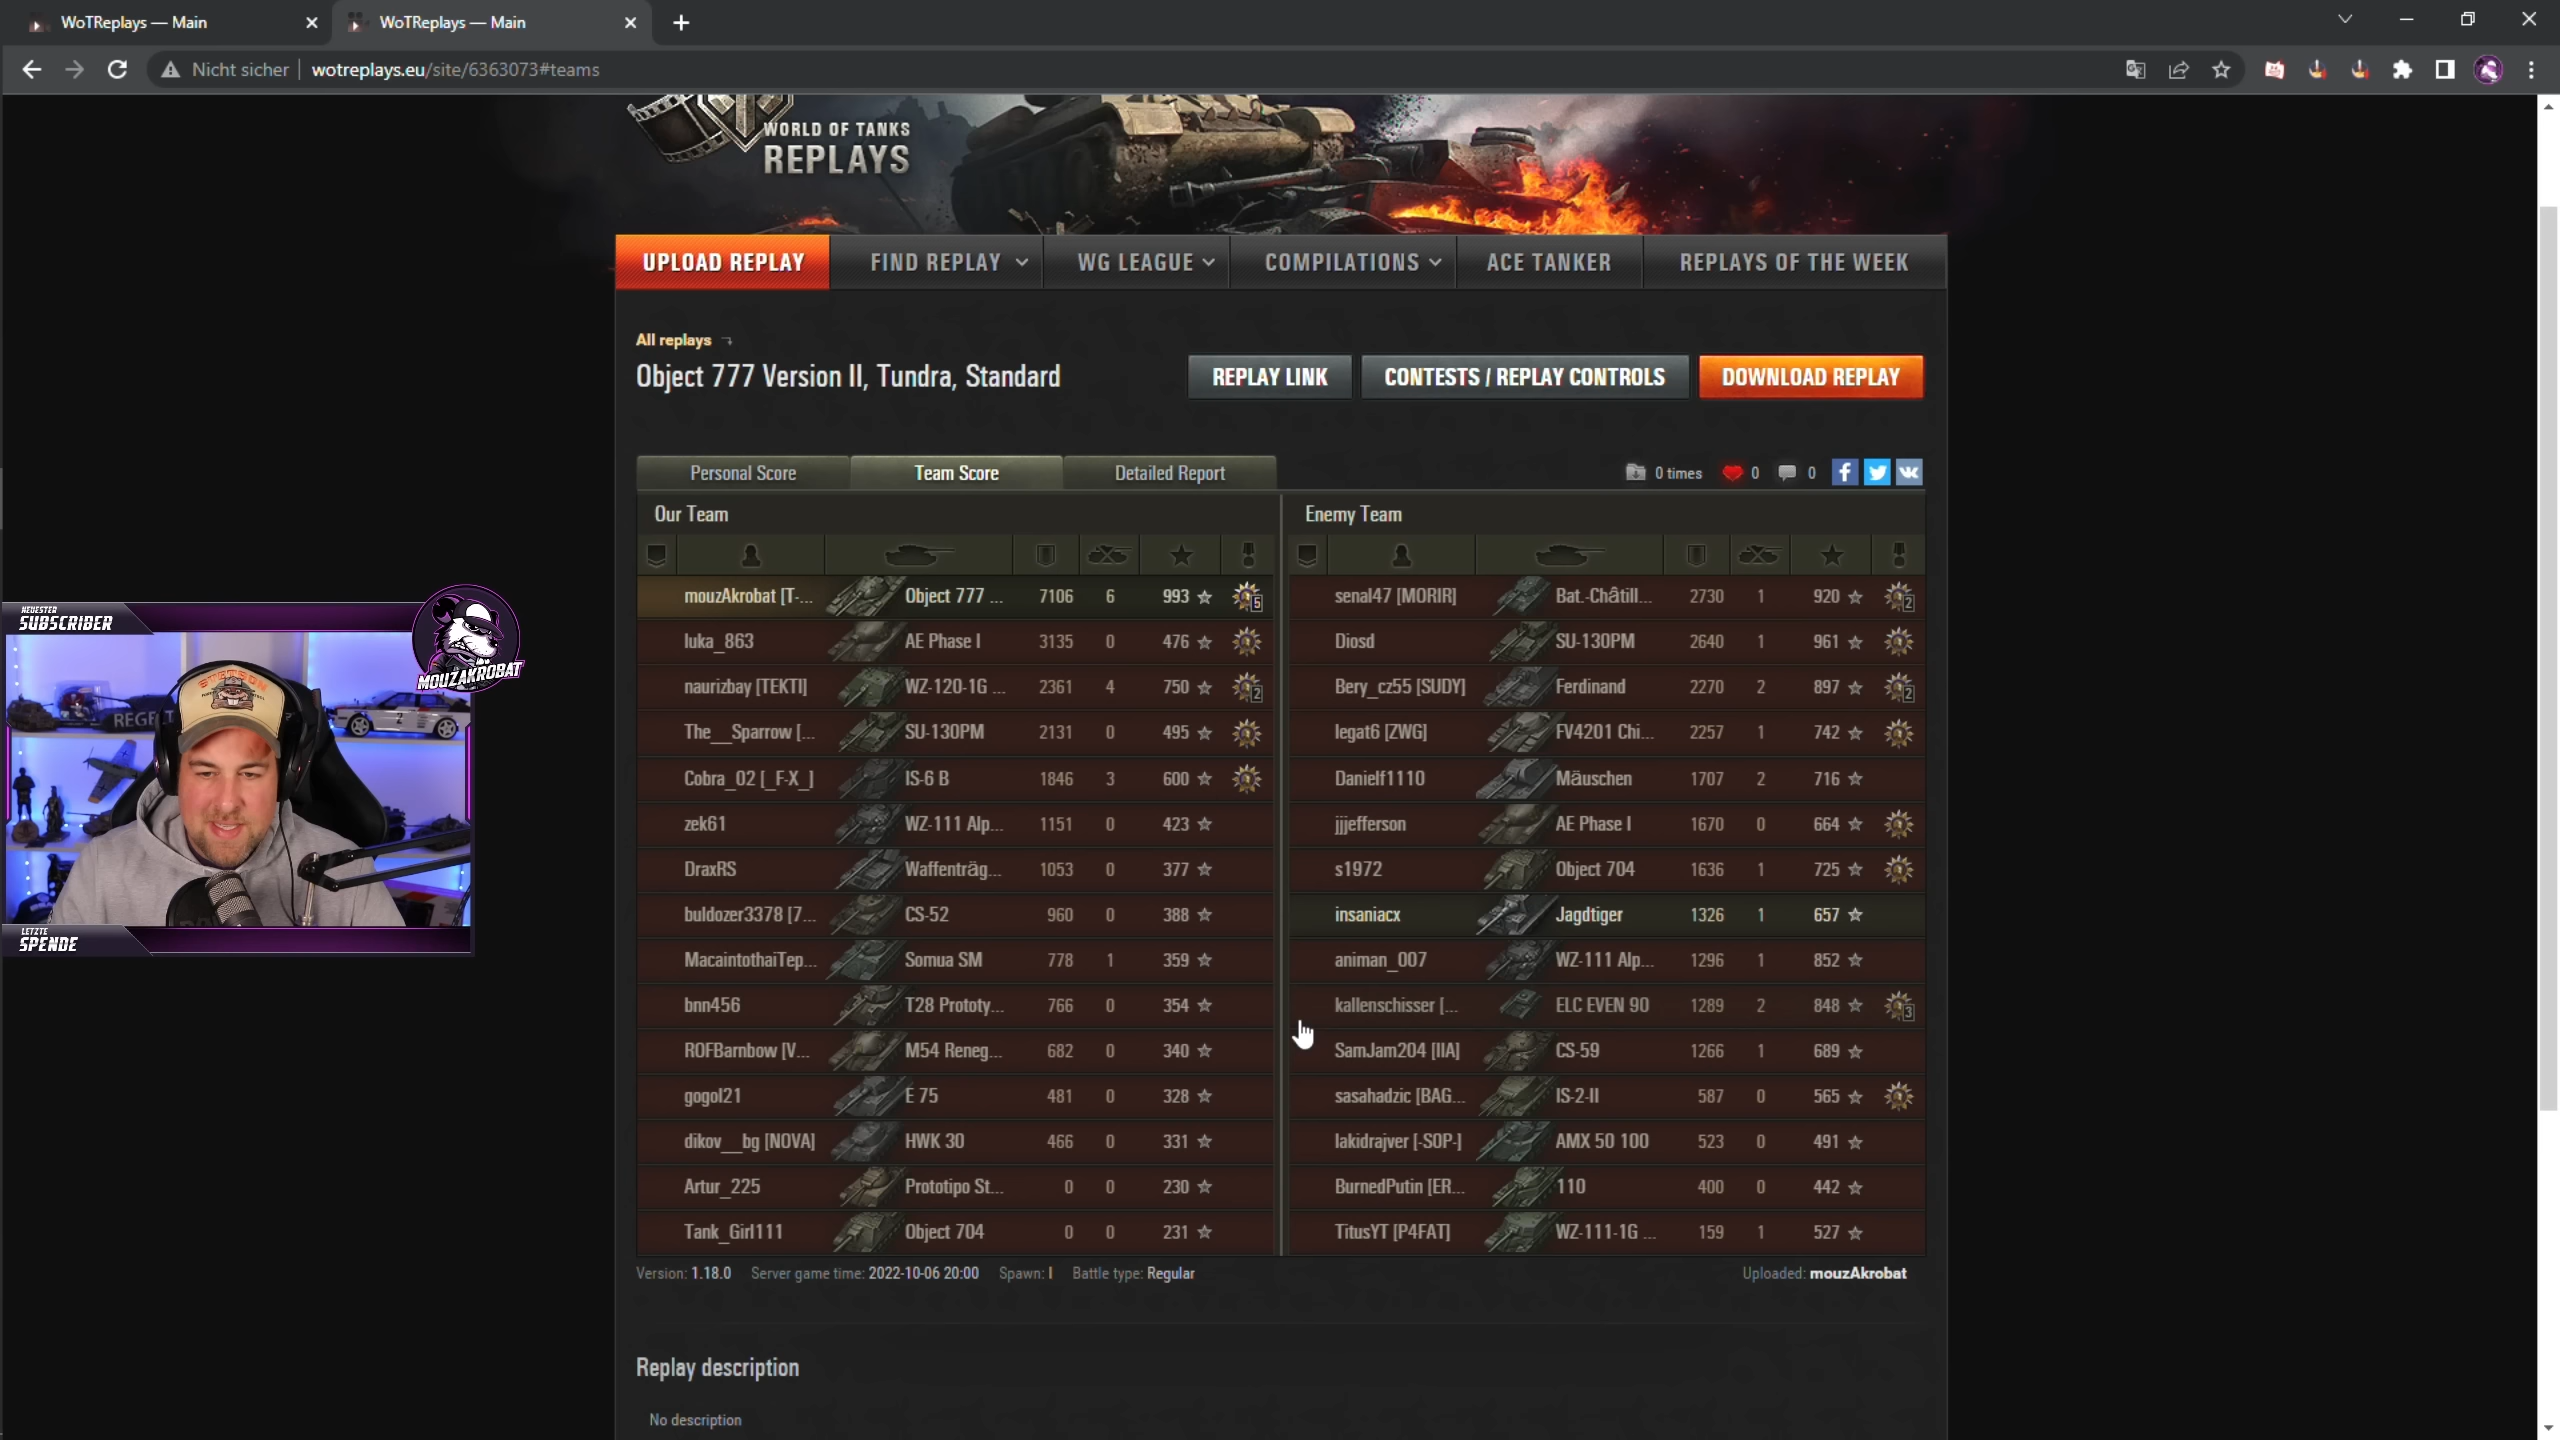 WoTReplays — Main
WoTReplays — Main
Nicht sicher
wotreplays.eu/site/6363073#teams
WORLD OF TANKS
REPLAYS
UPLOAD REPLAY
FIND REPLAY
WG LEAGUE
COMPILATIONS
ACE TANKER
REPLAYS OF THE WEEK
All replays
Object 777 Version II, Tundra, Standard
REPLAY LINK
CONTESTS / REPLAY CONTROLS
DOWNLOAD REPLAY
Personal Score
Team Score
Detailed Report
0 times
0
0
Our Team
mouzAkrobat [T-... Object 777 ... 7106 6 993 5
luka_863 AE Phase I 3135 0 476
naurizbay [TEKTI] WZ-120-1G ... 2361 4 750 2
The__Sparrow [... SU-130PM 2131 0 495
Cobra_02 [_F-X_] IS-6 B 1846 3 600
zek61 WZ-111 Alp... 1151 0 423
DraxRS Waffenträg... 1053 0 377
buldozer3378 [7... CS-52 960 0 388
MacaintothaiTep... Somua SM 778 1 359
bnn456 T28 Prototy... 766 0 354
ROFBarnbow [V... M54 Reneg... 682 0 340
gogol21 E 75 481 0 328
dikov__bg [NOVA] HWK 30 466 0 331
Artur_225 Prototipo St... 0 0 230
Tank_Girl111 Object 704 0 0 231
Enemy Team
senal47 [MORIR] Bat.-Châtill... 2730 1 920 2
Diosd SU-130PM 2640 1 961
Bery_cz55 [SUDY] Ferdinand 2270 2 897 2
legat6 [ZWG] FV4201 Chi... 2257 1 742
Danielf1110 Mäuschen 1707 2 716
jjjefferson AE Phase I 1670 0 664
s1972 Object 704 1636 1 725
insaniacx Jagdtiger 1326 1 657
animan_007 WZ-111 Alp... 1296 1 852
kallenschisser [... ELC EVEN 90 1289 2 848 3
SamJam204 [IIA] CS-59 1266 1 689
sasahadzic [BAG... IS-2-II 587 0 565
lakidrajver [-SOP-] AMX 50 100 523 0 491
BurnedPutin [ER... 110 400 0 442
TitusYT [P4FAT] WZ-111-1G ... 159 1 527
Version: 1.18.0 Server game time: 2022-10-06 20:00 Spawn: I Battle type: Regular
Uploaded: mouzAkrobat
Replay description
No description
NEUESTER
SUBSCRIBER
MOUZAKROBAT
LETZTE
SPENDE